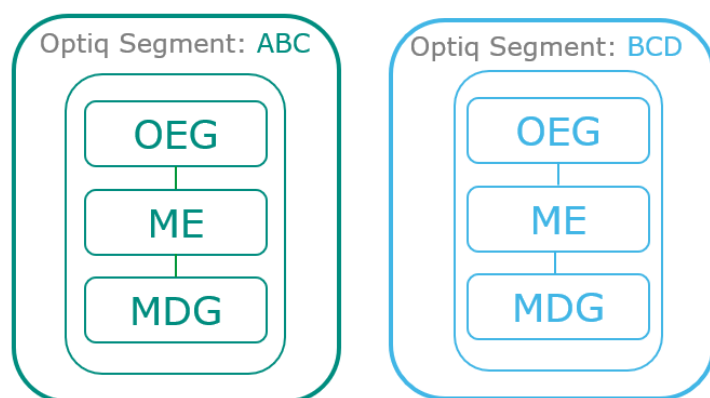 Optiq Segment: ABC
OEG
ME
MDG
Optiq Segment: BCD
OEG
ME
MDG